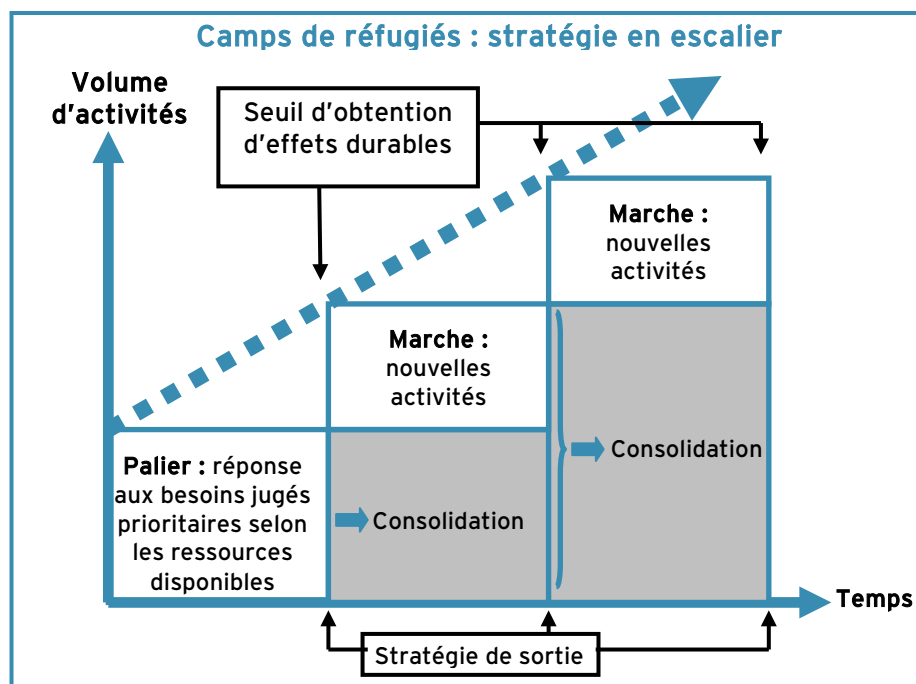 Camps de réfugiés : stratégie en escalier
Volume
d'activités
Seuil d'obtention
d'effets durables
Marche :
nouvelles
activités
Marche :
nouvelles
activités
Palier : réponse
aux besoins jugés
prioritaires selon
les ressources
disponibles
Consolidation
Consolidation
Temps
Stratégie de sortie